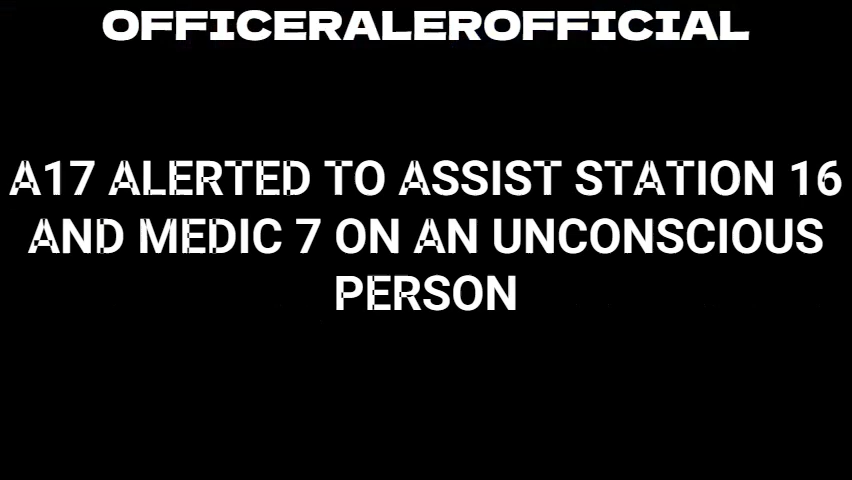 OFFICERALEROFFICIAL
A17 ALERTED TO ASSIST STATION 16
AND MEDIC 7 ON AN UNCONSCIOUS
PERSON